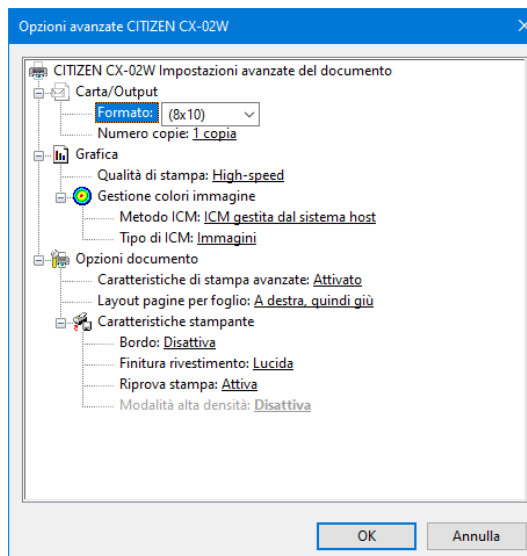 Opzioni avanzate CITIZEN CX-02W
CITIZEN CX-02W Impostazioni avanzate del documento
Carta/Output
Formato: (8x10)
Numero copie: 1 copia
Grafica
Qualità di stampa: High-speed
Gestione colori immagine
Metodo ICM: ICM gestita dal sistema host
Tipo di ICM: Immagini
Opzioni documento
Caratteristiche di stampa avanzate: Attivato
Layout pagine per foglio: A destra, quindi giù
Caratteristiche stampante
Bordo: Disattiva
Finitura rivestimento: Lucida
Riprova stampa: Attiva
Modalità alta densità: Disattiva
OK Annulla